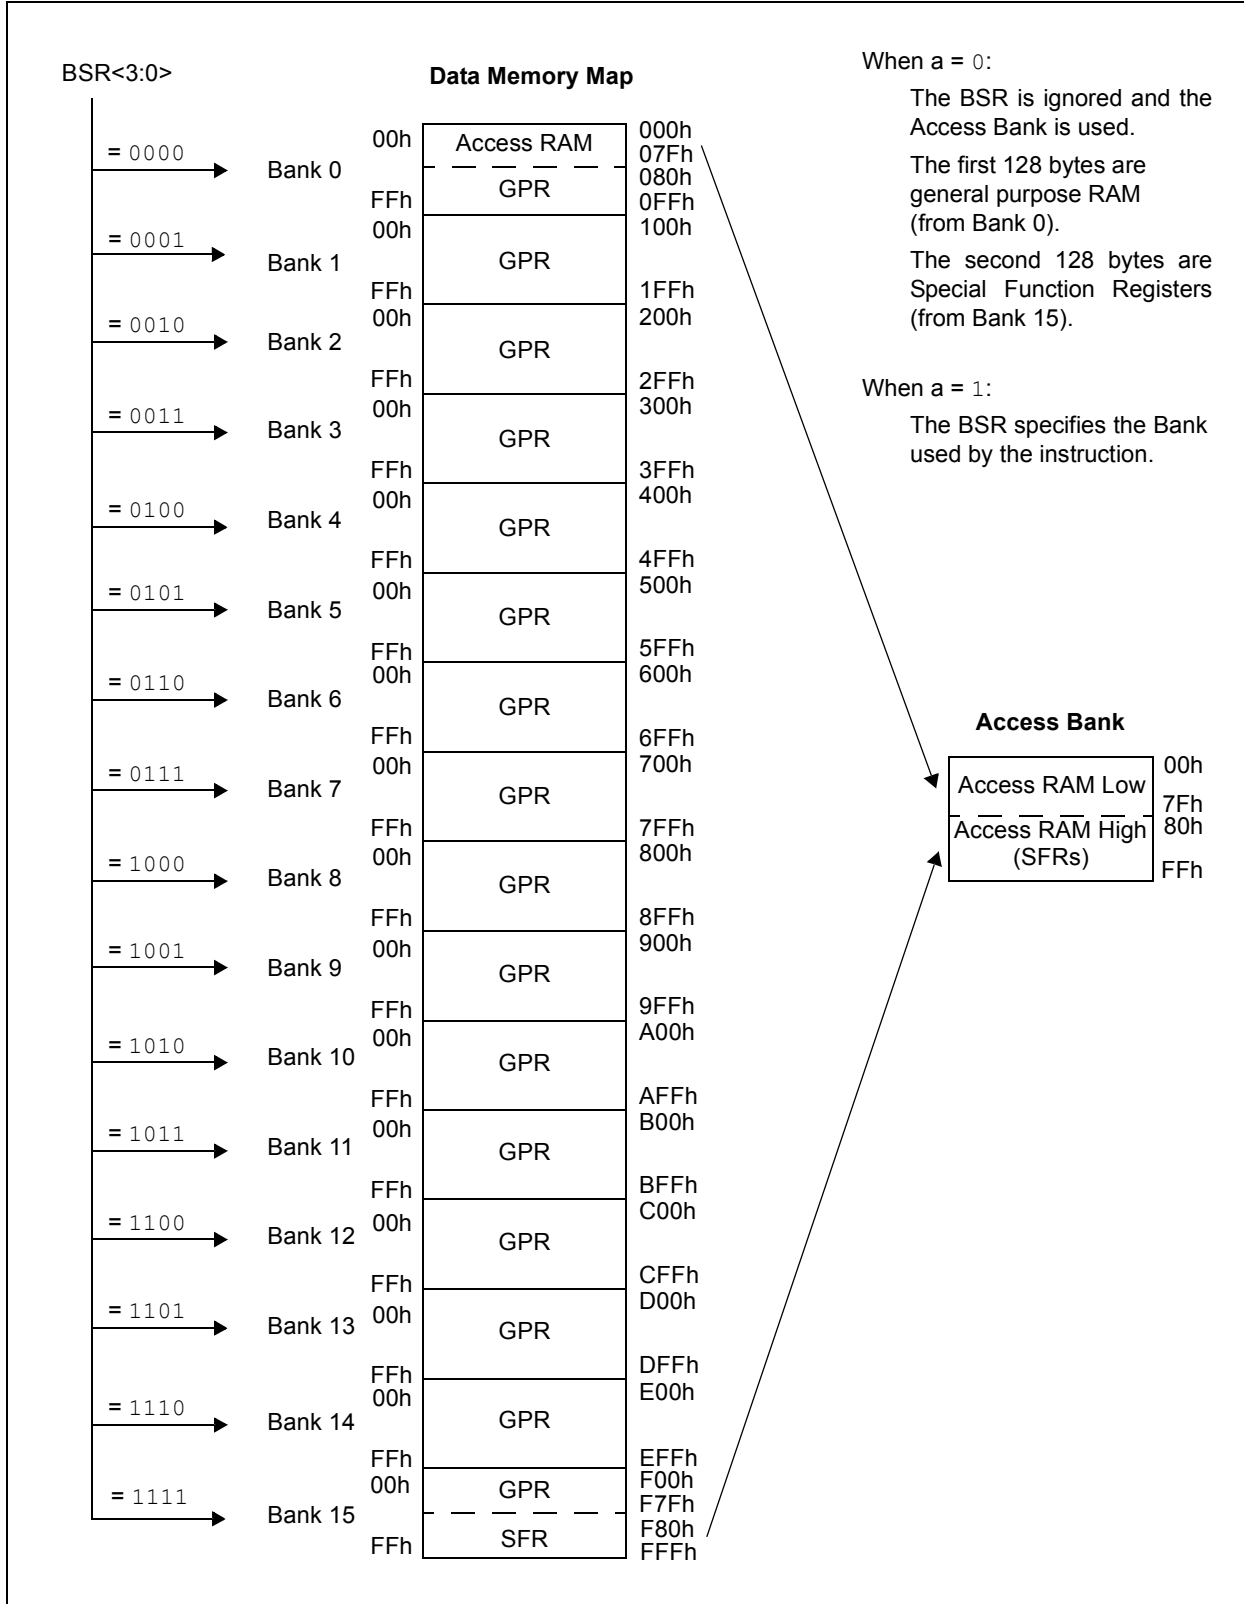 BSR<3:0>
Data Memory Map
= 0000
Bank 0
00h
Access RAM
000h
07Fh
FFh
GPR
080h
0FFh
= 0001
Bank 1
00h
GPR
100h
FFh
1FFh
= 0010
Bank 2
00h
GPR
200h
FFh
2FFh
= 0011
Bank 3
00h
GPR
300h
FFh
3FFh
= 0100
Bank 4
00h
GPR
400h
FFh
4FFh
= 0101
Bank 5
00h
GPR
500h
FFh
5FFh
= 0110
Bank 6
00h
GPR
600h
FFh
6FFh
= 0111
Bank 7
00h
GPR
700h
FFh
7FFh
= 1000
Bank 8
00h
GPR
800h
FFh
8FFh
= 1001
Bank 9
00h
GPR
900h
FFh
9FFh
= 1010
Bank 10
00h
GPR
A00h
FFh
AFFh
= 1011
Bank 11
00h
GPR
B00h
FFh
BFFh
= 1100
Bank 12
00h
GPR
C00h
FFh
CFFh
= 1101
Bank 13
00h
GPR
D00h
FFh
DFFh
= 1110
Bank 14
00h
GPR
E00h
FFh
EFFh
= 1111
Bank 15
00h
GPR
F00h
F7Fh
FFh
SFR
F80h
FFFh
When a = 0:
The BSR is ignored and the
Access Bank is used.
The first 128 bytes are
general purpose RAM
(from Bank 0).
The second 128 bytes are
Special Function Registers
(from Bank 15).
When a = 1:
The BSR specifies the Bank
used by the instruction.
Access Bank
Access RAM Low
00h
7Fh
Access RAM High
(SFRs)
80h
FFh